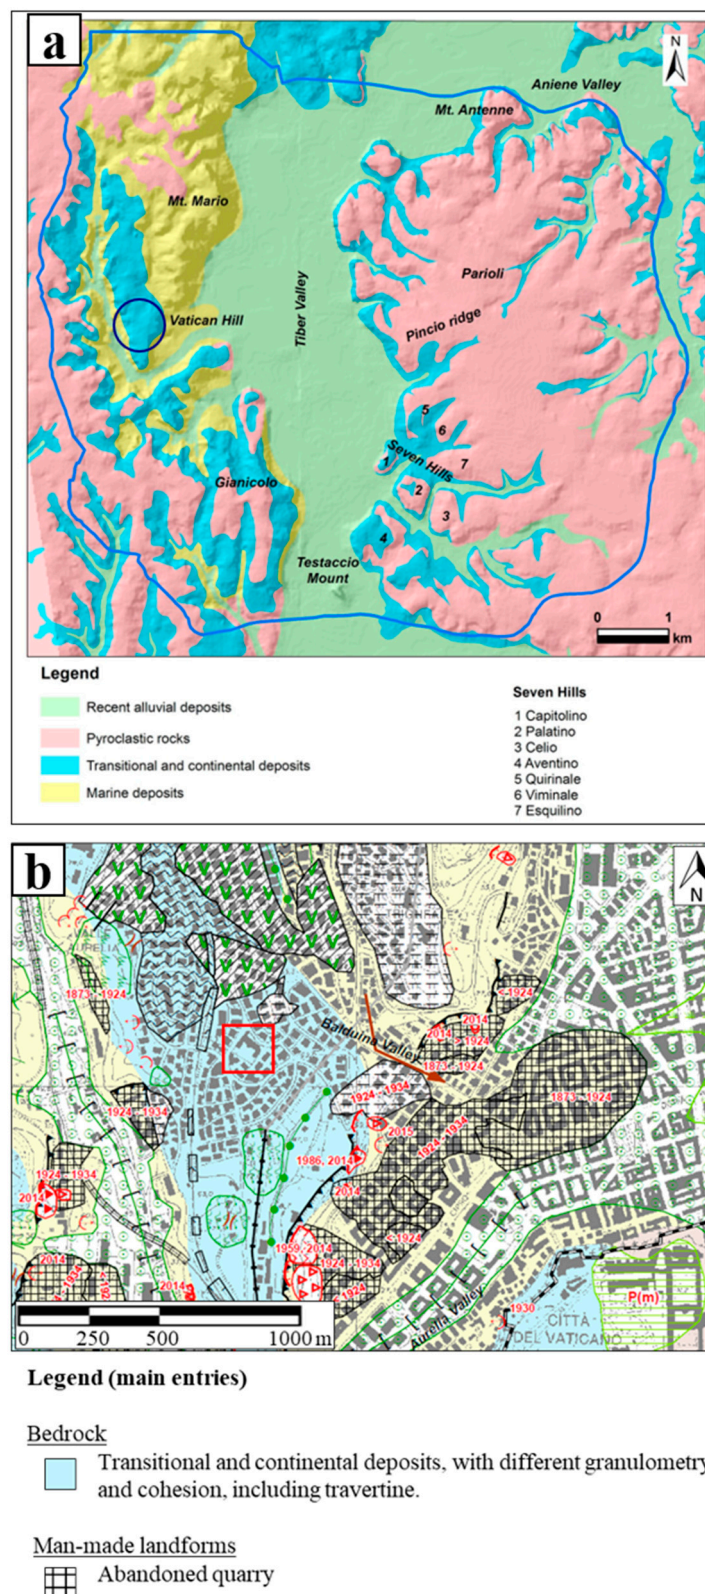 a
N
Aniene Valley
Mt. Antenne
Mt. Mario
Parioli
Tiber Valley
Vatican Hill
Pincio ridge
5
6
Seven Hills
7
1
Gianicolo
2
3
4
Testaccio
Mount
0 1
km
Legend
Recent alluvial deposits
Pyroclastic rocks
Transitional and continental deposits
Marine deposits
Seven Hills
1 Capitolino
2 Palatino
3 Celio
4 Aventino
5 Quirinale
6 Viminale
7 Esquilino
b
N
AURELIA
1873 - 1924
< 1924
2014
2014
> 1924
Balduina Valley
1873 - 1924
1924 - 1934
1873 - 1924
1924 - 1934
2015
1924 - 1934
1986, 2014
1924 - 1934
2014
2014
< 1924
1959, 2014
1924 - 1934
2014
2014
< 1924
Aurelia Valley
1930
P(m)
CITTÀ
DEL VATICANO
0 250 500 1000 m
Legend (main entries)
Bedrock
Transitional and continental deposits, with different granulometry
and cohesion, including travertine.
Man-made landforms
Abandoned quarry